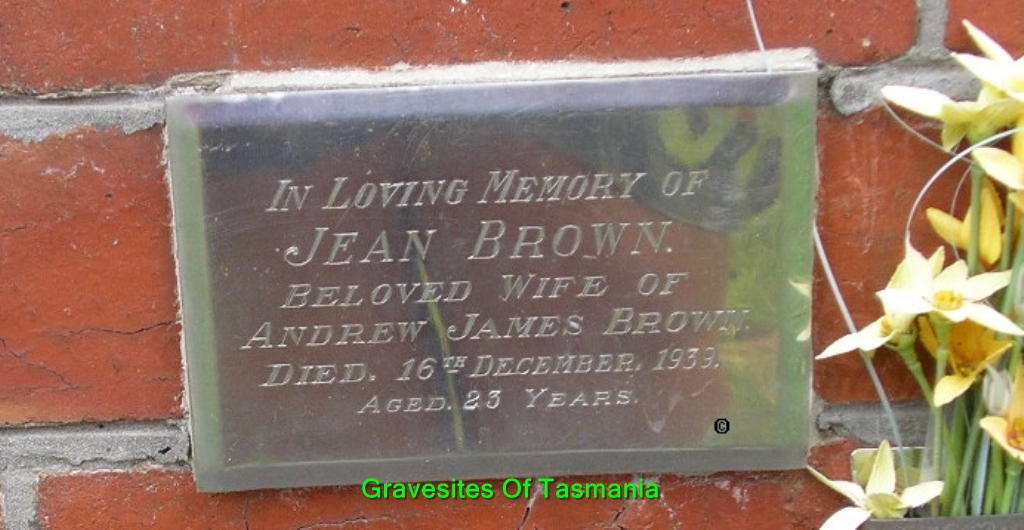 IN LOVING MEMORY OF
JEAN BROWN.
BELOVED WIFE OF
ANDREW JAMES BROWN.
DIED. 16TH DECEMBER, 1939.
AGED. 23 YEARS.
©
Gravesites Of Tasmania